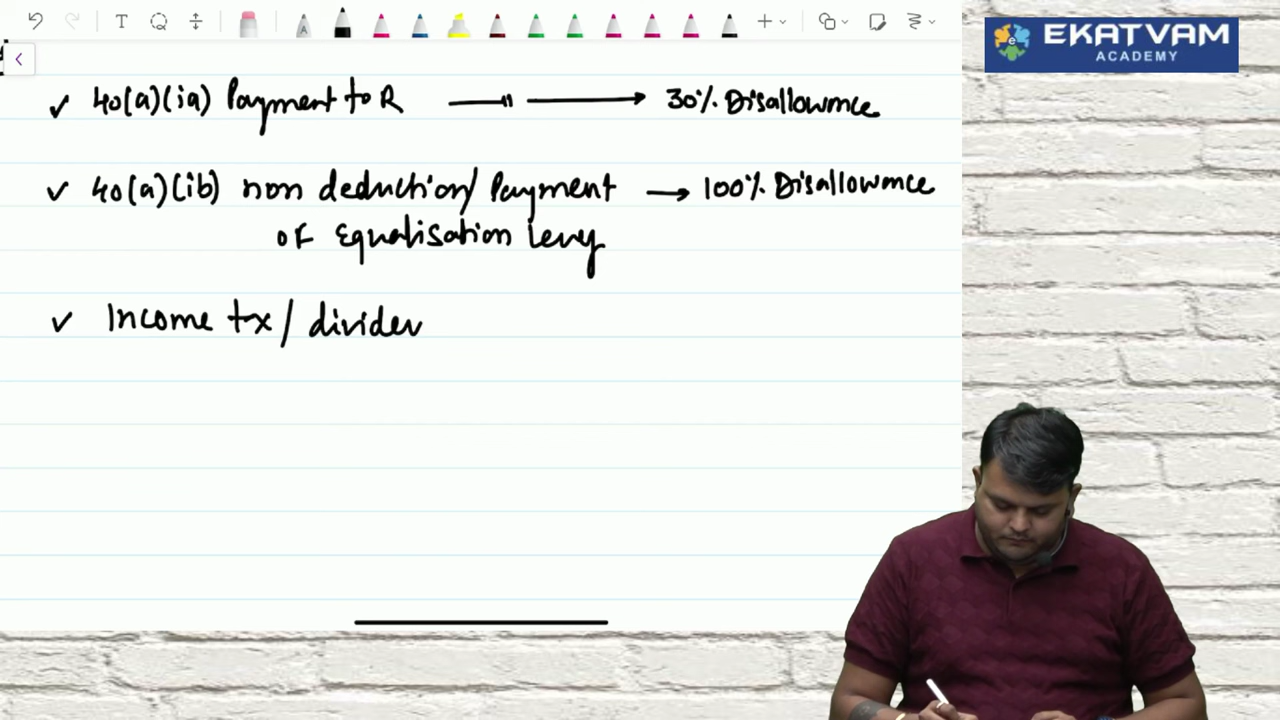 EKATVAM
ACADEMY
✓ 40(a)(ia) Payment to R —〃—→ 30% Disallowance
✓ 40(a)(ib) non deduction/Payment → 100% Disallowance
of Equalisation levy
✓ Income tax / dividen